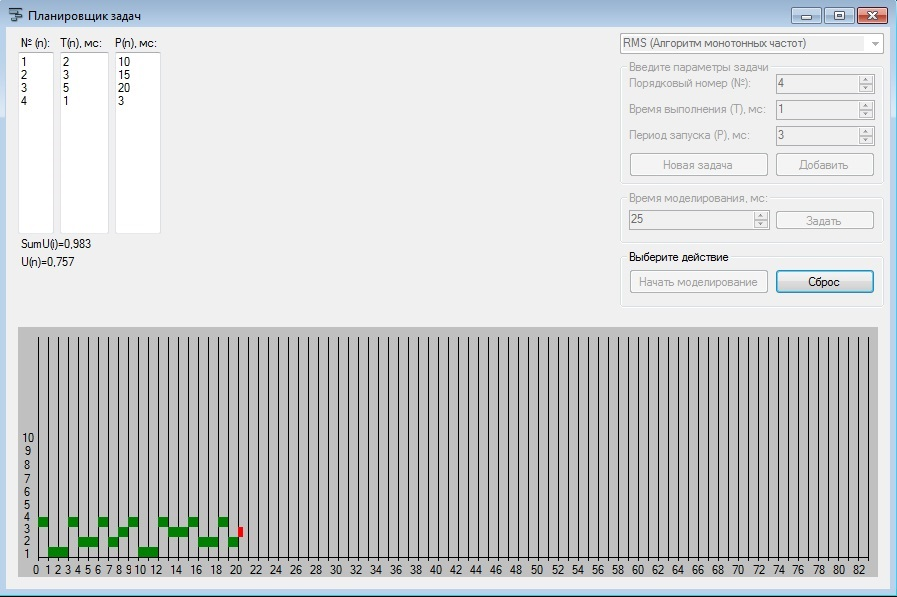 Планировщик задач
№ (n): T(n), мс: P(n), мс:
1 2 10
2 3 15
3 5 20
4 1 3
SumU(i)=0,983
U(n)=0,757
RMS (Алгоритм монотонных частот)
Введите параметры задачи
Порядковый номер (№): 4
Время выполнения (T), мс: 1
Период запуска (P), мс: 3
Новая задача Добавить
Время моделирования, мс:
25 Задать
Выберите действие
Начать моделирование Сброс
10
9
8
7
6
5
4
3
2
1
0 1 2 3 4 5 6 7 8 9 10 12 14 16 18 20 22 24 26 28 30 32 34 36 38 40 42 44 46 48 50 52 54 56 58 60 62 64 66 68 70 72 74 76 78 80 82